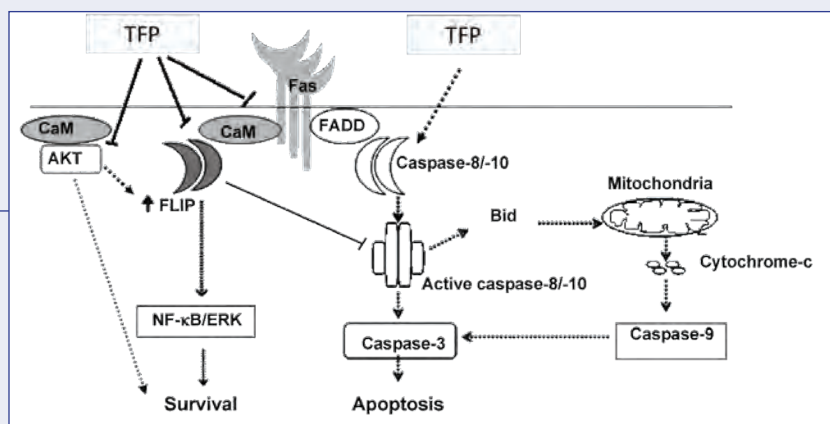 TFP
TFP
Fas
CaM
CaM
FADD
AKT
Caspase-8/-10
FLIP
Mitochondria
Bid
Cytochrome-c
Active caspase-8/-10
NF-κB/ERK
Caspase-3
Caspase-9
Survival
Apoptosis